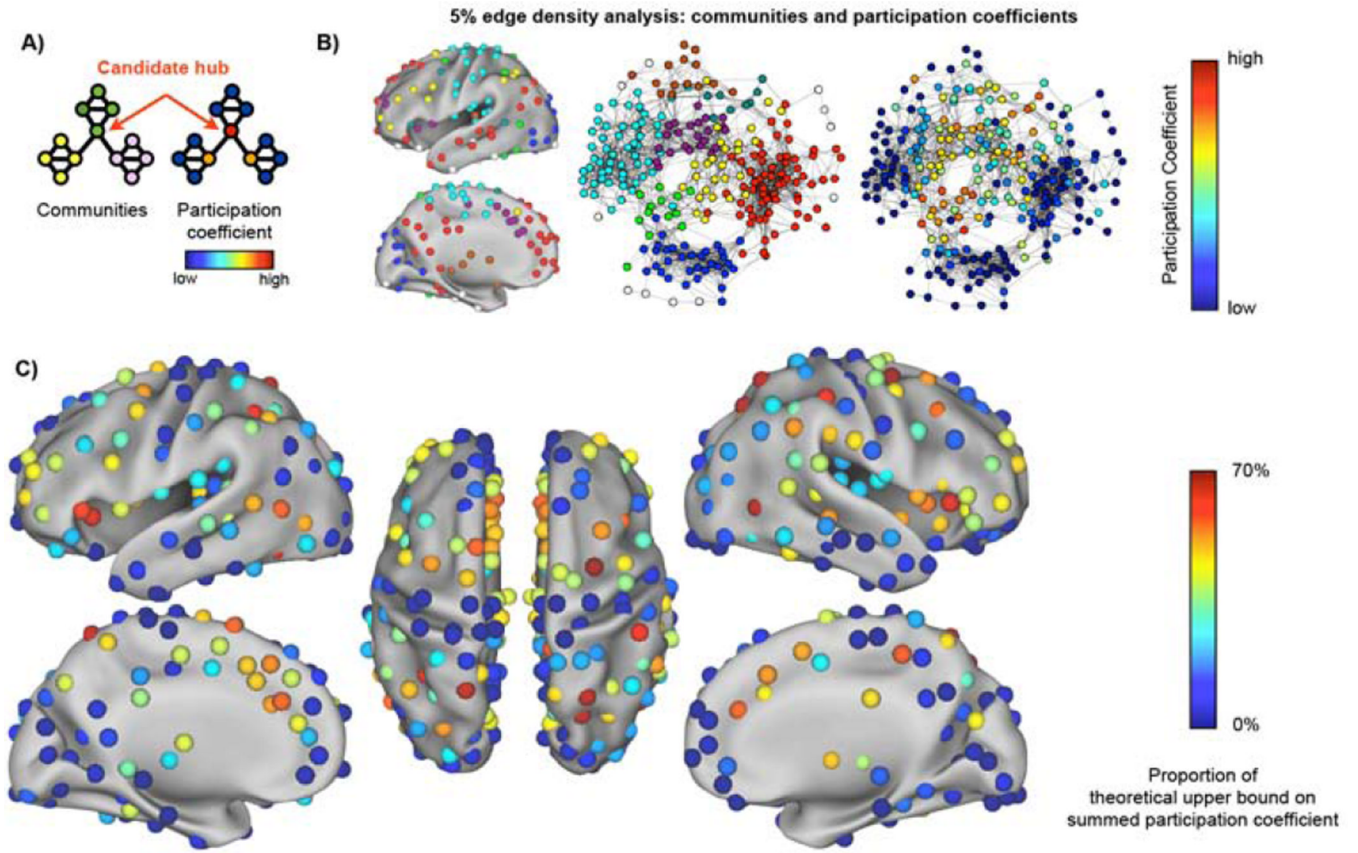 5% edge density analysis: communities and participation coefficients
A)
B)
Candidate hub
Communities
Participation
coefficient
low
high
high
Participation Coefficient
low
C)
70%
0%
Proportion of
theoretical upper bound on
summed participation coefficient